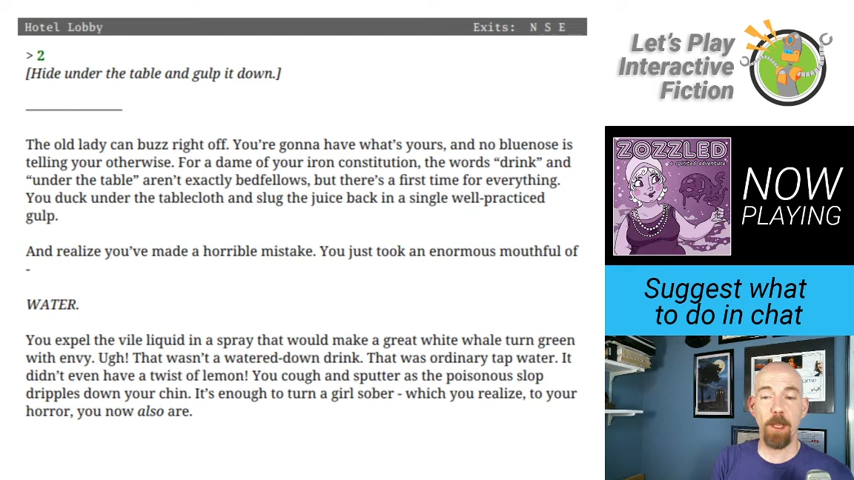 Hotel Lobby Exits: N S E
> 2
[Hide under the table and gulp it down.]
The old lady can buzz right off. You're gonna have what's yours, and no bluenose is
telling your otherwise. For a dame of your iron constitution, the words “drink” and
“under the table” aren't exactly bedfellows, but there's a first time for everything.
You duck under the tablecloth and slug the juice back in a single well-practiced
gulp.
And realize you've made a horrible mistake. You just took an enormous mouthful of
-
WATER.
You expel the vile liquid in a spray that would make a great white whale turn green
with envy. Ugh! That wasn't a watered-down drink. That was ordinary tap water. It
didn't even have a twist of lemon! You cough and sputter as the poisonous slop
dripples down your chin. It's enough to turn a girl sober - which you realize, to your
horror, you now also are.
Let's Play
Interactive
Fiction
ZOZZLED
a spirited adventure
NOW
PLAYING
Suggest what
to do in chat